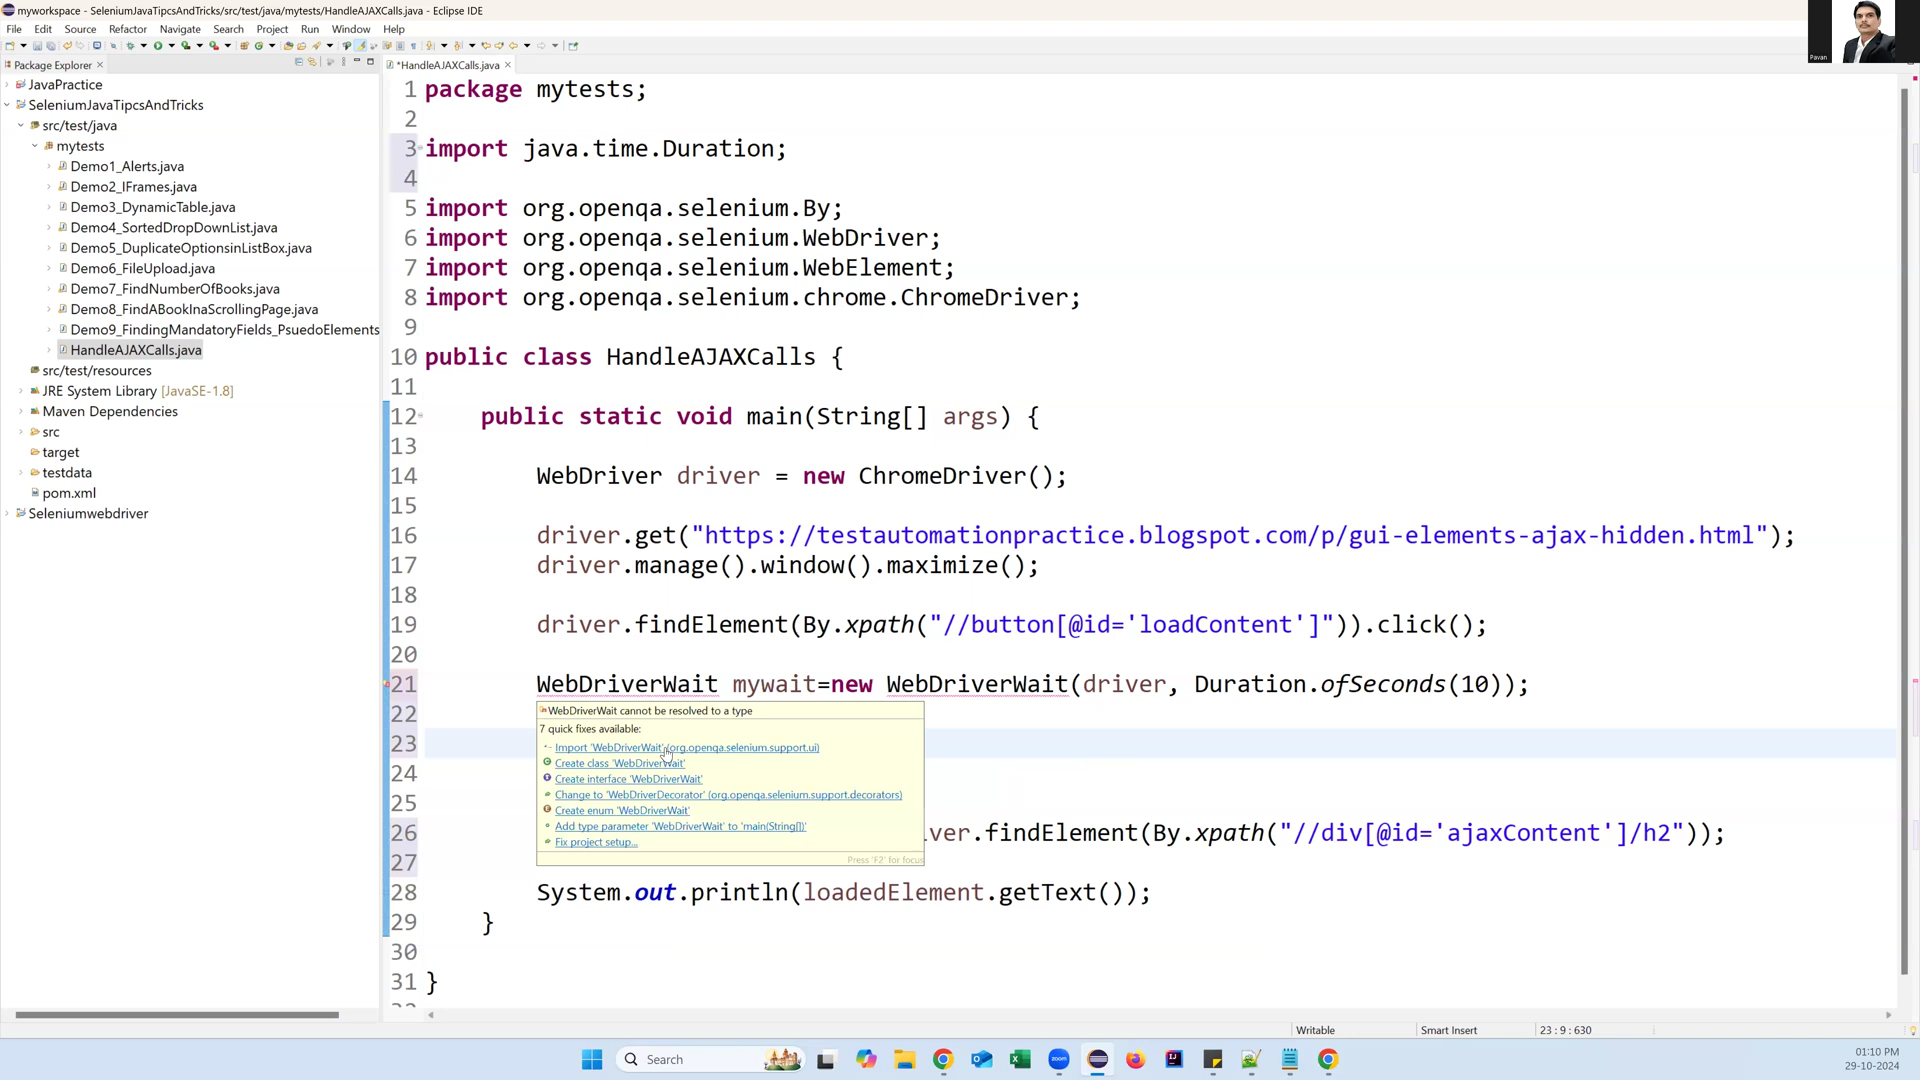 myworkspace - SeleniumJavaTipcsAndTricks/src/test/java/mytests/HandleAJAXCalls.java - Eclipse IDE
File Edit Source Refactor Navigate Search Project Run Window Help
Pavan
Package Explorer
*HandleAJAXCalls.java
JavaPractice
SeleniumJavaTipcsAndTricks
src/test/java
mytests
Demo1_Alerts.java
Demo2_IFrames.java
Demo3_DynamicTable.java
Demo4_SortedDropDownList.java
Demo5_DuplicateOptionsinListBox.java
Demo6_FileUpload.java
Demo7_FindNumberOfBooks.java
Demo8_FindABookInaScrollingPage.java
Demo9_FindingMandatoryFields_PsuedoElements
HandleAJAXCalls.java
src/test/resources
JRE System Library [JavaSE-1.8]
Maven Dependencies
src
target
testdata
pom.xml
Seleniumwebdriver
1 package mytests;
2
3 import java.time.Duration;
4
5 import org.openqa.selenium.By;
6 import org.openqa.selenium.WebDriver;
7 import org.openqa.selenium.WebElement;
8 import org.openqa.selenium.chrome.ChromeDriver;
9
10 public class HandleAJAXCalls {
11
12 public static void main(String[] args) {
13
14 WebDriver driver = new ChromeDriver();
15
16 driver.get("https://testautomationpractice.blogspot.com/p/gui-elements-ajax-hidden.html");
17 driver.manage().window().maximize();
18
19 driver.findElement(By.xpath("//button[@id='loadContent']")).click();
20
21 WebDriverWait mywait=new WebDriverWait(driver, Duration.ofSeconds(10));
22
23
24
25
26 ver.findElement(By.xpath("//div[@id='ajaxContent']/h2"));
27
28 System.out.println(loadedElement.getText());
29 }
30
31 }
WebDriverWait cannot be resolved to a type
7 quick fixes available:
Import 'WebDriverWait' (org.openqa.selenium.support.ui)
Create class 'WebDriverWait'
Create interface 'WebDriverWait'
Change to 'WebDriverDecorator' (org.openqa.selenium.support.decorators)
Create enum 'WebDriverWait'
Add type parameter 'WebDriverWait' to 'main(String[])'
Fix project setup...
Press 'F2' for focus
Writable Smart Insert 23 : 9 : 630
Search
zoom
01:10 PM
29-10-2024